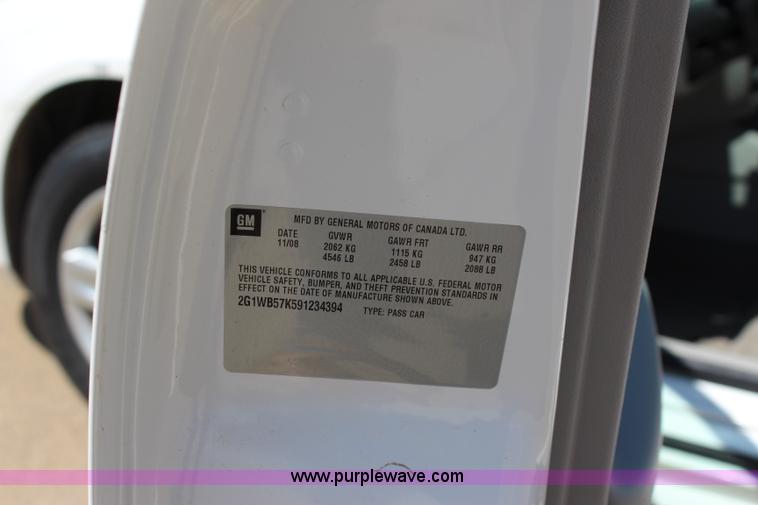 GM
MFD BY GENERAL MOTORS OF CANADA LTD.
DATE GVWR GAWR FRT GAWR RR
11/08 2062 KG 1115 KG 947 KG
4546 LB 2458 LB 2088 LB
THIS VEHICLE CONFORMS TO ALL APPLICABLE U.S. FEDERAL MOTOR
VEHICLE SAFETY, BUMPER, AND THEFT PREVENTION STANDARDS IN
EFFECT ON THE DATE OF MANUFACTURE SHOWN ABOVE.
2G1WB57K591234394 TYPE: PASS CAR
www.purplewave.com